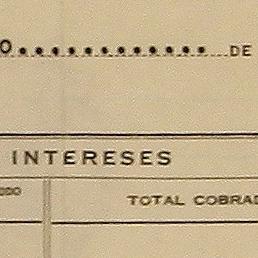 O.............DE
INTERESES
TOTAL COBRAD